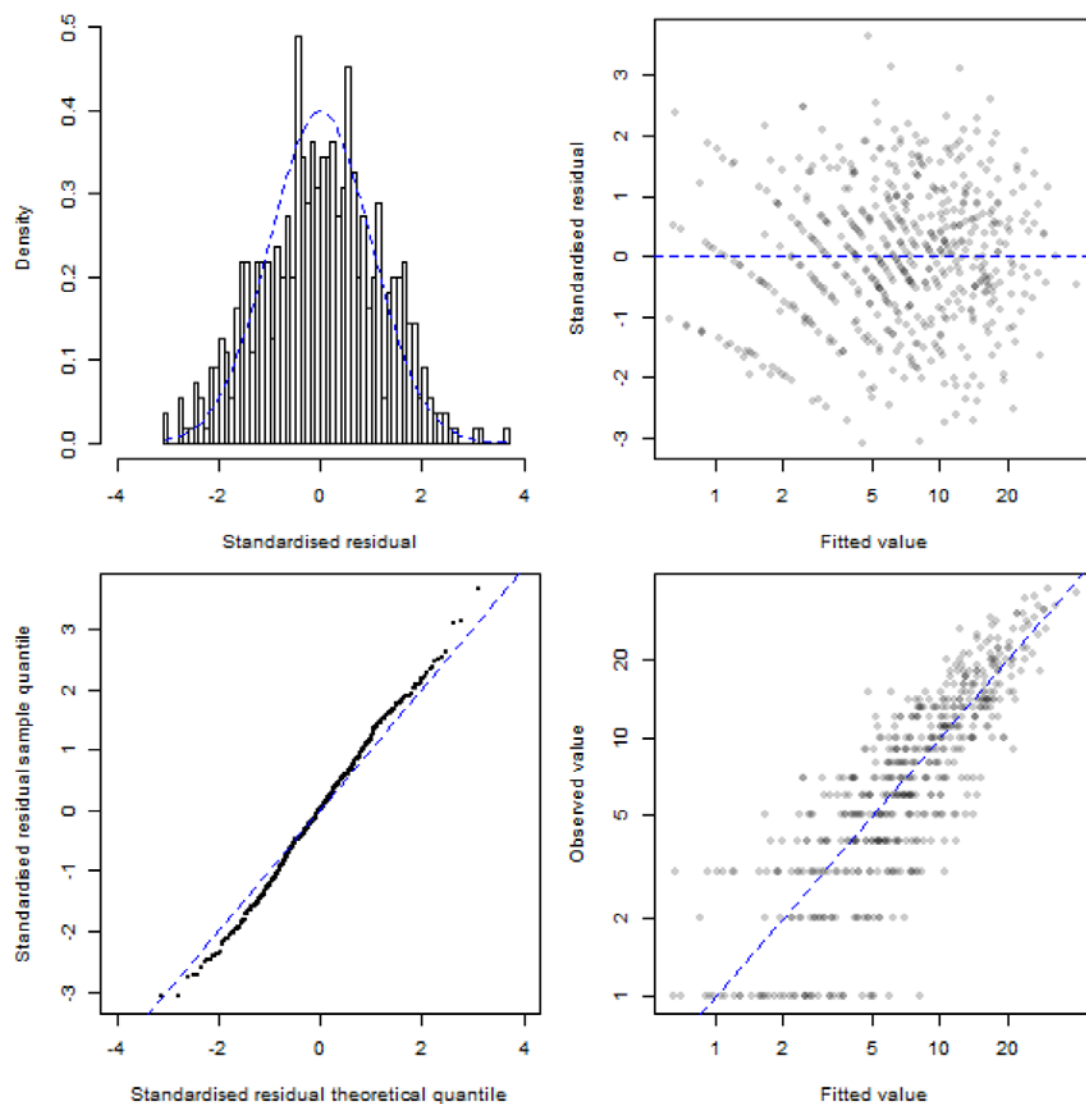 Density
0.0 0.1 0.2 0.3 0.4 0.5
-4 -2 0 2 4
Standardised residual
Standardised residual
-3 -2 -1 0 1 2 3
1 2 5 10 20
Fitted value
Standardised residual sample quantile
-3 -2 -1 0 1 2 3
-4 -2 0 2 4
Standardised residual theoretical quantile
Observed value
1 2 5 10 20
1 2 5 10 20
Fitted value